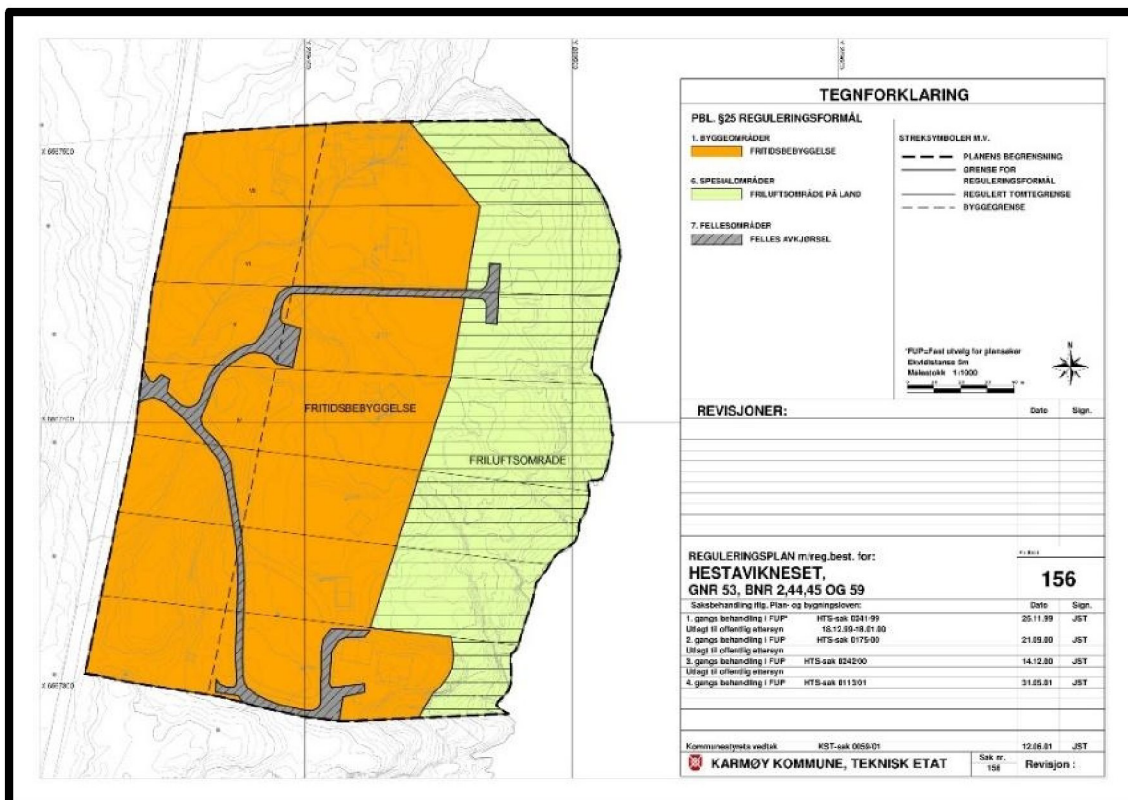 FRITIDSBEBYGGELSE
FRILUFTSOMRÅDE
TEGNFORKLARING
PBL. §25 REGULERINGSFORMÅL
1. BYGGEOMRÅDER
FRITIDSBEBYGGELSE
6. SPESIALOMRÅDER
FRILUFTSOMRÅDE PÅ LAND
7. FELLESOMRÅDER
FELLES AVKJØRSEL
STREKSYMBOLER M.V.
PLANENS BEGRENSNING
GRENSE FOR
REGULERINGSFORMÅL
REGULERT TOMTEGRENSE
BYGGEGRENSE
*FUP=Fast utvalg for plansaker
Ekvidistanse 5m
Målestokk 1:1000
N
REVISJONER: Dato Sign.
REGULERINGSPLAN m/reg.best. for:
HESTAVIKNESET,
GNR 53, BNR 2,44,45 OG 59
156
Saksbehandling iflg. Plan- og bygningsloven: Dato Sign.
1. gangs behandling i FUP* HTS-sak 0241/99 25.11.99 JST
Utlagt til offentlig ettersyn 18.12.99-18.01.00
2. gangs behandling i FUP HTS-sak 0175/00 21.09.00 JST
Utlagt til offentlig ettersyn
3. gangs behandling i FUP HTS-sak 0242/00 14.12.00 JST
Utlagt til offentlig ettersyn
4. gangs behandling i FUP HTS-sak 0113/01 31.05.01 JST
Kommunestyrets vedtak KST-sak 0059/01 12.06.01 JST
KARMØY KOMMUNE, TEKNISK ETAT
Sak nr.
156
Revisjon :